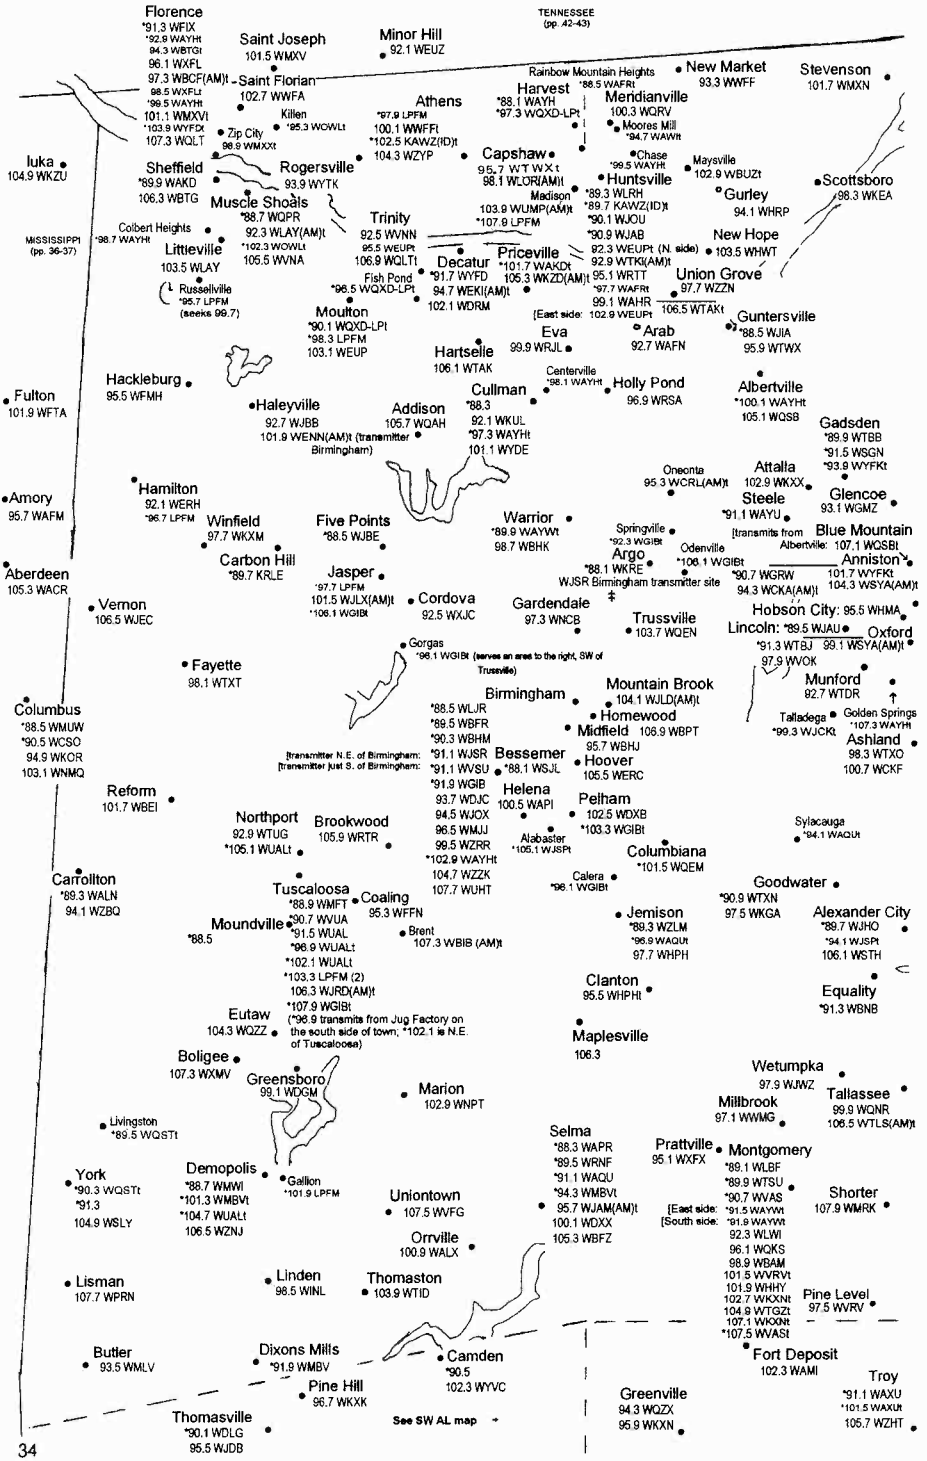 TENNESSEE
(pp. 42-43)
Florence
*91.3 WFIX
*92.9 WAYHt
94.3 WBTGt
96.1 WXFL
97.3 WBCF(AM)t
98.5 WXFLt
*99.5 WAYHt
101.1 WMXVt
*103.9 WYFDt
107.3 WQLT
Saint Joseph
101.5 WMXV
Minor Hill
92.1 WEUZ
Saint Florian
102.7 WWFA
Killen
*95.3 WOWLt
Zip City
98.9 WMXXt
Athens
*97.9 LPFM
100.1 WWFFt
*102.5 KAWZ(ID)t
104.3 WZYP
Rainbow Mountain Heights
*88.5 WAFRt
Harvest
*88.1 WAYH
*97.3 WQXD-LPt
New Market
93.3 WWFF
Stevenson
101.7 WMXN
Meridianville
100.3 WQRV
Moores Mill
*94.7 WAWt
Iuka
104.9 WKZU
Sheffield
*89.9 WAKD
106.3 WBTG
Rogersville
93.9 WYTK
Capshaw
95.7 WTWXt
98.1 WLOR(AM)t
Chase
*99.5 WAYHt
Maysville
102.9 WBUZt
Scottsboro
98.3 WKEA
Madison
103.9 WUMP(AM)t
*107.9 LPFM
Huntsville
*89.3 WLRH
*89.7 KAWZ(ID)t
*90.1 WJOU
*90.9 WJAB
92.3 WEUPt (N. side)
92.9 WTKI(AM)t
95.1 WRTT
*97.7 WAFRt
99.1 WAHR
[East side: 102.9 WEUPt
Gurley
94.1 WHRP
New Hope
103.5 WHWT
Muscle Shoals
*88.7 WQPR
92.3 WLAY(AM)t
*102.3 WOWLt
105.5 WVNA
Colbert Heights
*98.7 WAYHt
MISSISSIPPI
(pp. 36-37)
Littleville
103.5 WLAY
Russellville
*95.7 LPFM
(seeks 99.7)
Trinity
92.5 WVNN
95.5 WEUPt
106.9 WQLTt
Fish Pond
*96.5 WQXD-LPt
Decatur
*91.7 WYFD
94.7 WEKI(AM)t
102.1 WDRM
Priceville
*101.7 WAKDt
105.3 WKZD(AM)t
Union Grove
97.7 WZZN
106.5 WTAKt
Moulton
*90.1 WQXD-LPt
*98.3 LPFM
103.1 WEUP
Hartselle
106.1 WTAK
Eva
99.9 WRJL
Arab
92.7 WAFN
Guntersville
*88.5 WJIA
95.9 WTWX
Fulton
101.9 WFTA
Hackleburg
95.5 WFMH
Haleyville
92.7 WJBB
101.9 WENN(AM)t (transmitter
Birmingham)
Addison
105.7 WQAH
Cullman
*88.3
92.1 WKUL
*97.3 WAYHt
101.1 WYDE
Centerville
*98.1 WAYHt
Holly Pond
96.9 WRSA
Albertville
*100.1 WAYHt
105.1 WQSB
Gadsden
*89.9 WTBB
*91.5 WSGN
*93.9 WYFKt
Amory
95.7 WAFM
Hamilton
92.1 WERH
*96.7 LPFM
Winfield
97.7 WKXM
Five Points
*88.5 WJBE
Warrior
*89.9 WAYWt
98.7 WBHK
Oneonta
95.3 WCRL(AM)t
Attalla
102.9 WKXX
Steele
*91.1 WAYU
[transmits from
Albertville:
Glencoe
93.1 WGMZ
Blue Mountain
107.1 WQSBt
Carbon Hill
*89.7 KRLE
Springville
*92.3 WGIBt
Argo
*88.1 WKRE
WJSR Birmingham transmitter site
‡
Odenville
*106.1 WGIBt
Anniston
*90.7 WGRW
94.3 WCKA(AM)t
101.7 WYFKt
104.3 WSYA(AM)t
Aberdeen
105.3 WACR
Jasper
*97.7 LPFM
101.5 WJLX(AM)t
*106.1 WGIBt
Cordova
92.5 WXJC
Gardendale
97.3 WNCB
Trussville
103.7 WQEN
Vernon
106.5 WJEC
Hobson City: 95.5 WHMA
Lincoln: *89.5 WJAU
Oxford
*91.3 WTBJ
99.1 WSYA(AM)t
97.9 WVOK
Gorgas
*96.1 WGIBt (serves an area to the right, SW of
Trussville)
Fayette
98.1 WTXT
Munford
92.7 WTDR
Columbus
*88.5 WMUW
*90.5 WCSO
94.9 WKOR
103.1 WNMQ
Birmingham
*88.5 WLJR
*89.5 WBFR
*90.3 WBHM
[transmitter N.E. of Birmingham: *91.1 WJSR
[transmitter just S. of Birmingham: *91.1 WVSU
*91.9 WGIB
93.7 WDJC
94.5 WJOX
96.5 WMJJ
99.5 WZRR
*102.9 WAYHt
104.7 WZZK
107.7 WUHT
Mountain Brook
104.1 WJLD(AM)t
Homewood
106.9 WBPT
Midfield
95.7 WBHJ
Talladega
*99.3 WJCKt
Golden Springs
*107.3 WAYHt
Ashland
98.3 WTXO
100.7 WCKF
Bessemer
*88.1 WSJL
Hoover
105.5 WERC
Reform
101.7 WBEI
Helena
100.5 WAPI
Pelham
102.5 WDXB
*103.3 WGIBt
Northport
92.9 WTUG
*105.1 WUALt
Brookwood
105.9 WRTR
Alabaster
*105.1 WJSPt
Sylacauga
*94.1 WAQUt
Columbiana
*101.5 WQEM
Carrollton
*89.3 WALN
94.1 WZBQ
Tuscaloosa
*88.9 WMFT
*90.7 WVUA
*91.5 WUAL
*96.9 WUALt
*102.1 WUALt
*103.3 LPFM (2)
106.3 WJRD(AM)t
*107.9 WGIBt
(*96.9 transmits from Jug Factory on
the south side of town; *102.1 is N.E.
of Tuscaloosa)
Coaling
95.3 WFFN
Calera
*96.1 WGIBt
Goodwater
*90.9 WTXN
97.5 WKGA
Moundville
*88.5
Brent
107.3 WBIB (AM)t
Jemison
*89.3 WZLM
*96.9 WAQUt
97.7 WHPH
Alexander City
*89.7 WJHO
*94.1 WJSPt
106.1 WSTH
Clanton
95.5 WHPHt
Equality
*91.3 WBNB
Eutaw
104.3 WQZZ
Maplesville
106.3
Boligee
107.3 WXMV
Greensboro
99.1 WDGM
Marion
102.9 WNPT
Wetumpka
97.9 WJWZ
Tallassee
99.9 WQNR
106.5 WTLS(AM)t
Millbrook
97.1 WWMG
Livingston
*89.5 WQSTt
Selma
*88.3 WAPR
*89.5 WRNF
*91.1 WAQU
*94.3 WMBVt
95.7 WJAM(AM)t
100.1 WDXX
105.3 WBFZ
Prattville
95.1 WXFX
Montgomery
*89.1 WLBF
*89.9 WTSU
*90.7 WVAS
[East side: *91.5 WAYWt
[South side: *91.9 WAYWt
92.3 WLWI
96.1 WQKS
98.9 WBAM
101.5 WVRVt
101.9 WHHY
102.7 WKXNt
104.9 WTGZt
107.1 WKXNt
*107.5 WVASt
York
*90.3 WQSTt
*91.3
104.9 WSLY
Demopolis
*88.7 WMWI
*101.3 WMBVt
*104.7 WUALt
106.5 WZNJ
Gallion
*101.9 LPFM
Uniontown
107.5 WVFG
Shorter
107.9 WMRK
Orrville
100.9 WALX
Lisman
107.7 WPRN
Linden
98.5 WINL
Thomaston
103.9 WTID
Pine Level
97.5 WVRV
Butler
93.5 WMLV
Dixons Mills
*91.9 WMBV
Camden
*90.5
102.3 WYVC
Fort Deposit
102.3 WAMI
Pine Hill
96.7 WKXK
Greenville
94.3 WQZX
95.9 WKXN
Troy
*91.1 WAXU
*101.5 WAXUt
105.7 WZHT
Thomasville
*90.1 WDLG
95.5 WJDB
See SW AL map →
34